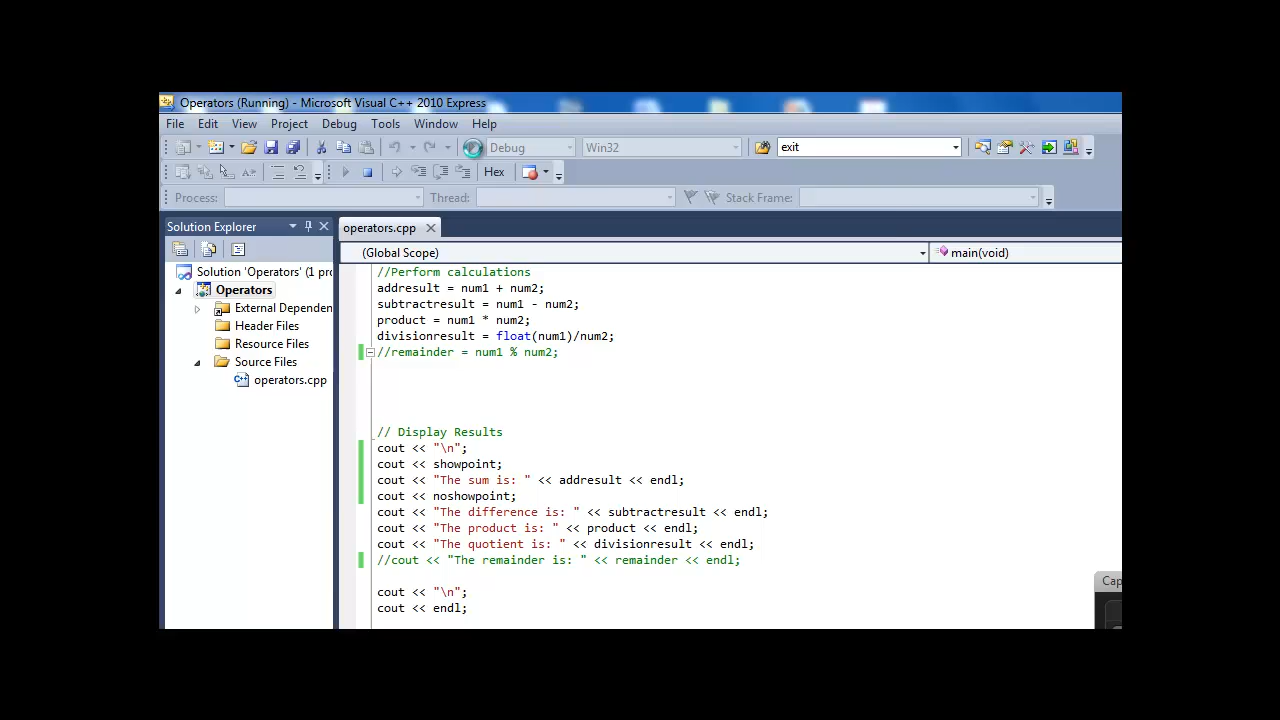 Operators (Running) - Microsoft Visual C++ 2010 Express
File Edit View Project Debug Tools Window Help
Debug Win32 exit
Hex
Process: Thread: Stack Frame:
Solution Explorer
operators.cpp
(Global Scope) main(void)
Solution 'Operators' (1 pro
Operators
External Dependen
Header Files
Resource Files
Source Files
operators.cpp
//Perform calculations
addresult = num1 + num2;
subtractresult = num1 - num2;
product = num1 * num2;
divisionresult = float(num1)/num2;
//remainder = num1 % num2;
// Display Results
cout << "\n";
cout << showpoint;
cout << "The sum is: " << addresult << endl;
cout << noshowpoint;
cout << "The difference is: " << subtractresult << endl;
cout << "The product is: " << product << endl;
cout << "The quotient is: " << divisionresult << endl;
//cout << "The remainder is: " << remainder << endl;
cout << "\n";
cout << endl;
Cap